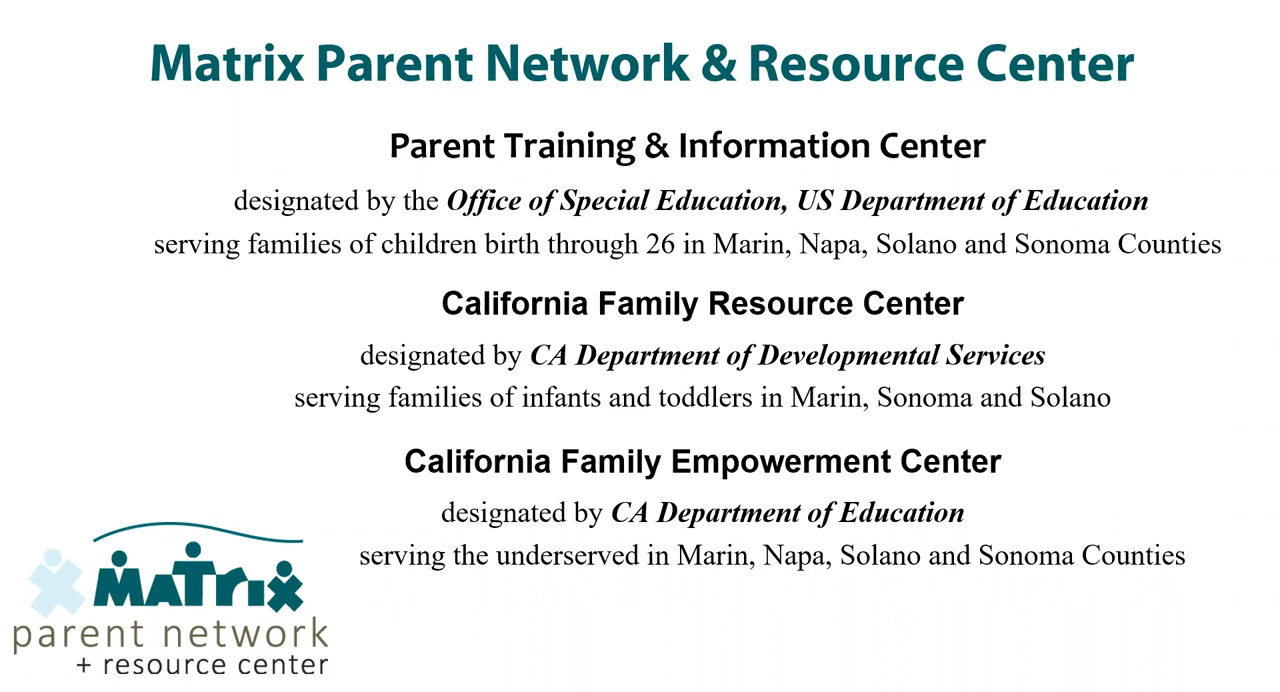 Matrix Parent Network & Resource Center
Parent Training & Information Center
designated by the Office of Special Education, US Department of Education
serving families of children birth through 26 in Marin, Napa, Solano and Sonoma Counties
California Family Resource Center
designated by CA Department of Developmental Services
serving families of infants and toddlers in Marin, Sonoma and Solano
California Family Empowerment Center
designated by CA Department of Education
serving the underserved in Marin, Napa, Solano and Sonoma Counties
MATrix
parent network
+ resource center